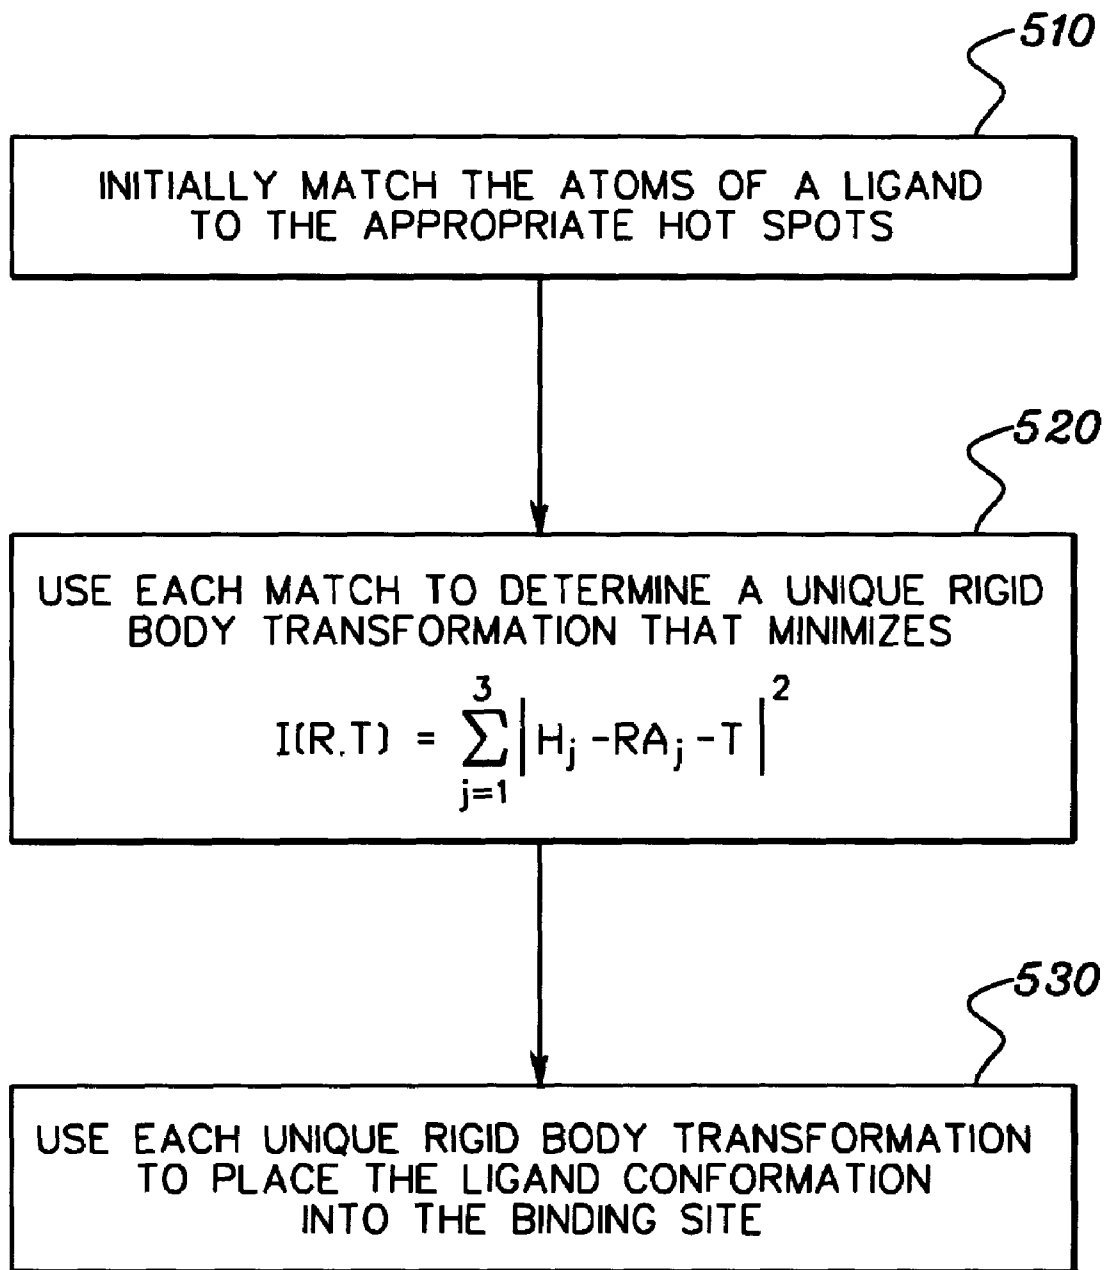 510
INITIALLY MATCH THE ATOMS OF A LIGAND
TO THE APPROPRIATE HOT SPOTS
520
USE EACH MATCH TO DETERMINE A UNIQUE RIGID
BODY TRANSFORMATION THAT MINIMIZES
I(R.T) = ∑_{j=1}^{3} |H_j -RA_j -T|^2
530
USE EACH UNIQUE RIGID BODY TRANSFORMATION
TO PLACE THE LIGAND CONFORMATION
INTO THE BINDING SITE